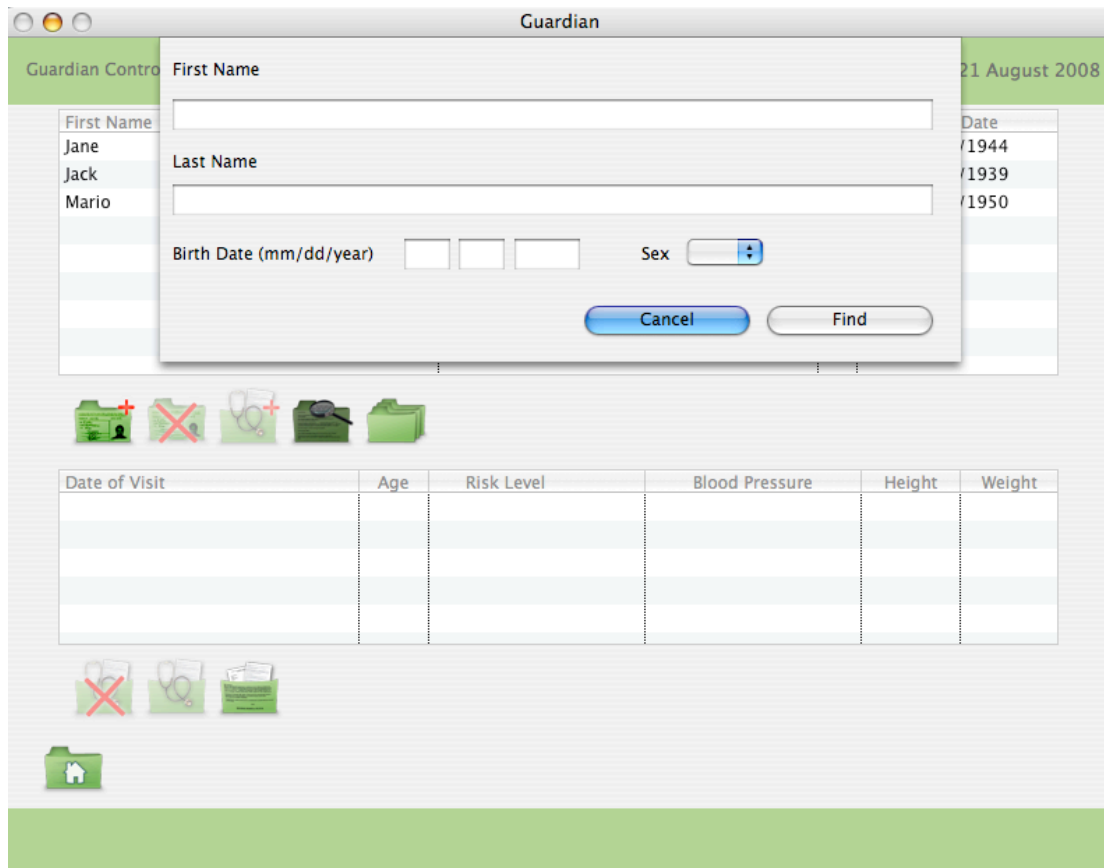 Guardian
Guardian Contro
21 August 2008
First Name
Last Name
Birth Date (mm/dd/year)
Sex
Cancel
Find
First Name
Date
Jane
/1944
Jack
/1939
Mario
/1950
Date of Visit
Age
Risk Level
Blood Pressure
Height
Weight